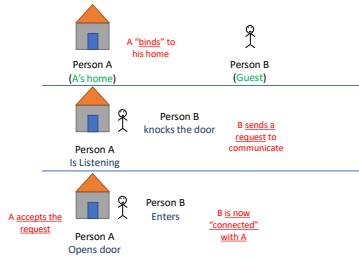 A "binds" to
his home
Person A
(A's home)
Person B
(Guest)
Person B
knocks the door
B sends a
request to
communicate
Person A
Is Listening
Person B
Enters
A accepts the
request
B is now
"connected"
with A
Person A
Opens door